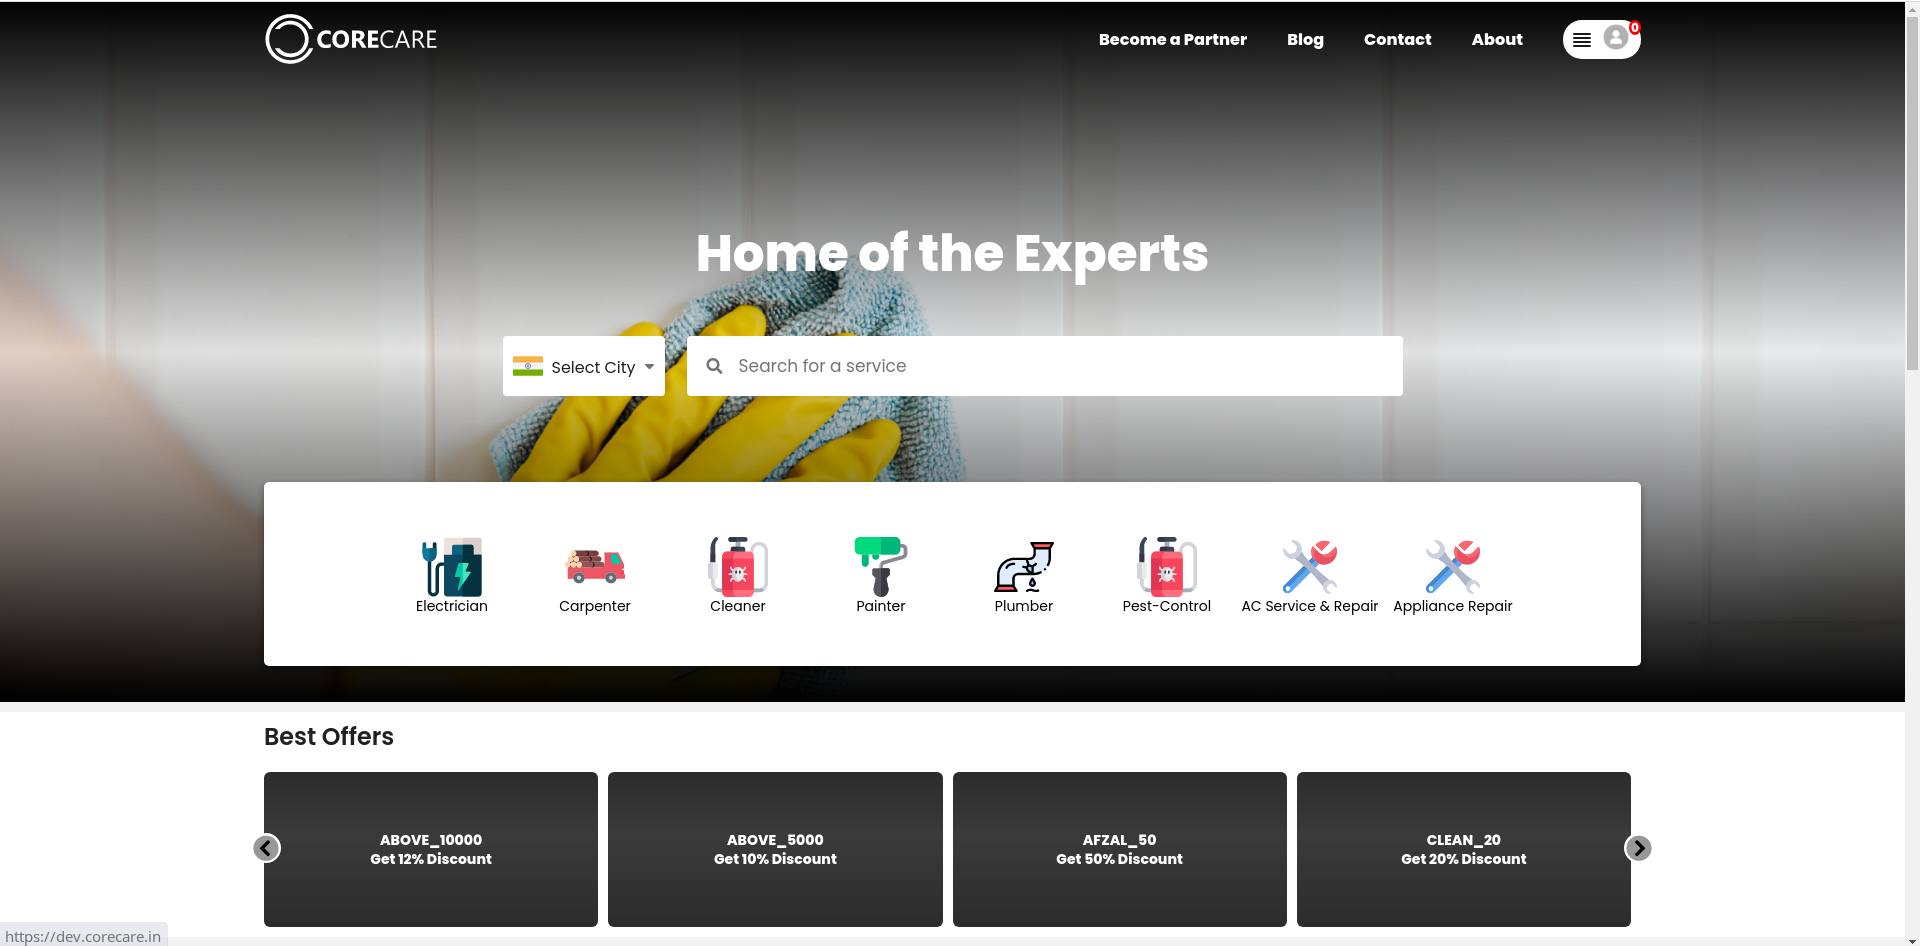 CORECARE
Become a Partner
Blog
Contact
About
0
Home of the Experts
Select City
Search for a service
Electrician
Carpenter
Cleaner
Painter
Plumber
Pest-Control
AC Service & Repair
Appliance Repair
Best Offers
ABOVE_10000
Get 12% Discount
ABOVE_5000
Get 10% Discount
AFZAL_50
Get 50% Discount
CLEAN_20
Get 20% Discount
https://dev.corecare.in